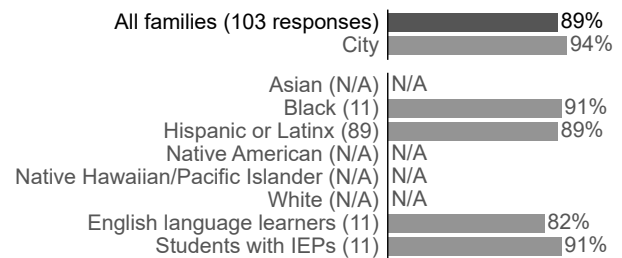 All families (103 responses) 89%
City 94%
Asian (N/A) N/A
Black (11) 91%
Hispanic or Latinx (89) 89%
Native American (N/A) N/A
Native Hawaiian/Pacific Islander (N/A) N/A
White (N/A) N/A
English language learners (11) 82%
Students with IEPs (11) 91%